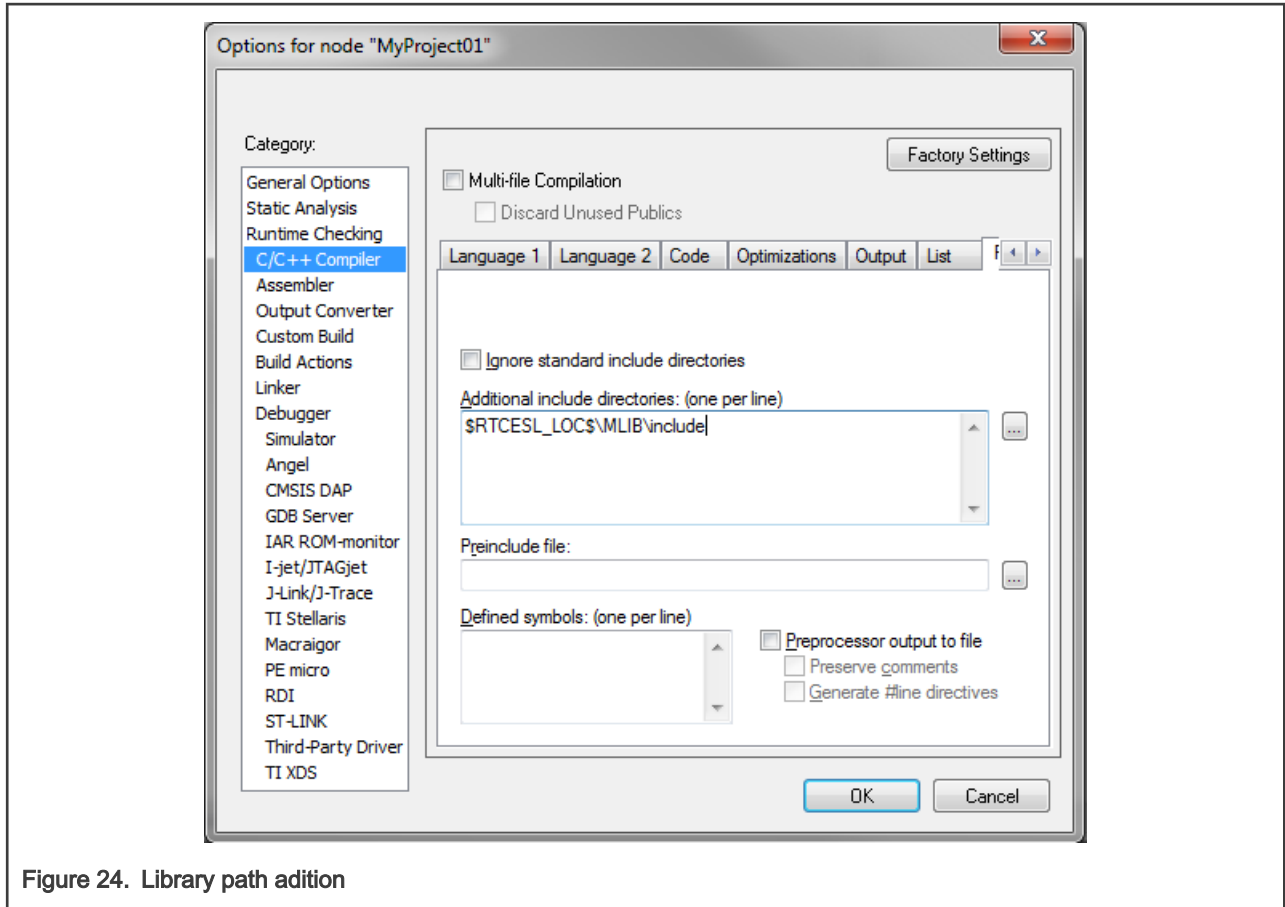 Options for node "MyProject01"
Category:
General Options
Static Analysis
Runtime Checking
C/C++ Compiler
Assembler
Output Converter
Custom Build
Build Actions
Linker
Debugger
Simulator
Angel
CMSIS DAP
GDB Server
IAR ROM-monitor
I-jet/JTAGjet
J-Link/J-Trace
TI Stellaris
Macraigor
PE micro
RDI
ST-LINK
Third-Party Driver
TI XDS
Factory Settings
Multi-file Compilation
Discard Unused Publics
Language 1 Language 2 Code Optimizations Output List
Ignore standard include directories
Additional include directories: (one per line)
$RTCESL_LOC$\MLIB\include
...
Preinclude file:
...
Defined symbols: (one per line)
Preprocessor output to file
Preserve comments
Generate #line directives
OK Cancel
Figure 24. Library path adition